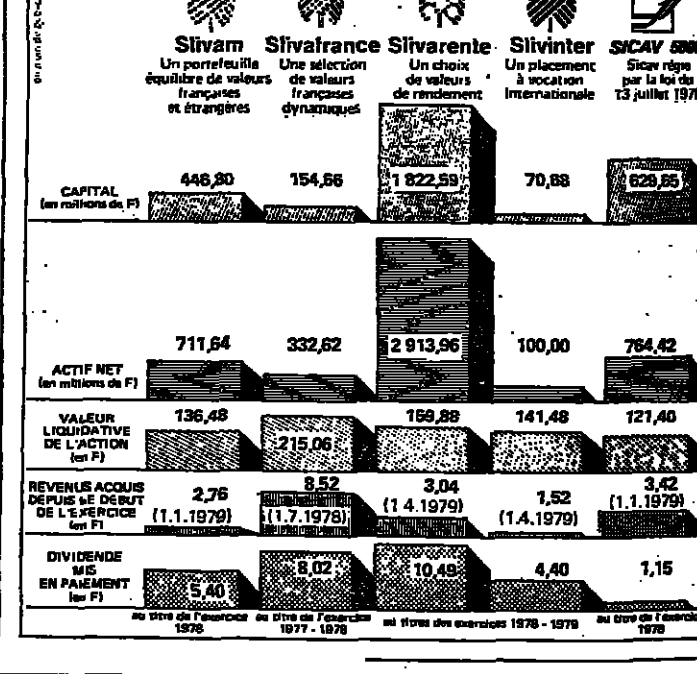 Slivam Slivafrance Slivarente Slivinter SICAV
Un portefeuille
équilibré de valeurs
françaises
et étrangères
Une sélection
de valeurs
françaises
dynamiques
Un choix
de valeurs
de rendement
Un placement
à vocation
internationale
Sicav régie
par la loi du
13 juillet
CAPITAL
(en millions de F)
446,80 154,66 1 822,59 70,68 629,65
ACTIF NET
(en millions de F)
711,64 332,62 2 913,96 100,00 764,42
VALEUR
LIQUIDATIVE
DE L'ACTION
(en F)
136,48 215,06 159,88 141,48 121,40
REVENUS ACQUIS
DEPUIS LE DEBUT
DE L'EXERCICE
(en F)
2,76 8,52 3,04 1,52 3,42
(1.1.1979) (1.7.1978) (1.4.1979) (1.4.1979) (1.1.1979)
DIVIDENDE
MIS
EN PAIEMENT
(en F)
5,40 8,02 10,49 4,40 1,15
au titre de l'exercice
1978
au titre de l'exercice
1977 - 1978
au titres des exercices 1978 - 1979
au titre de l'exercice
1978